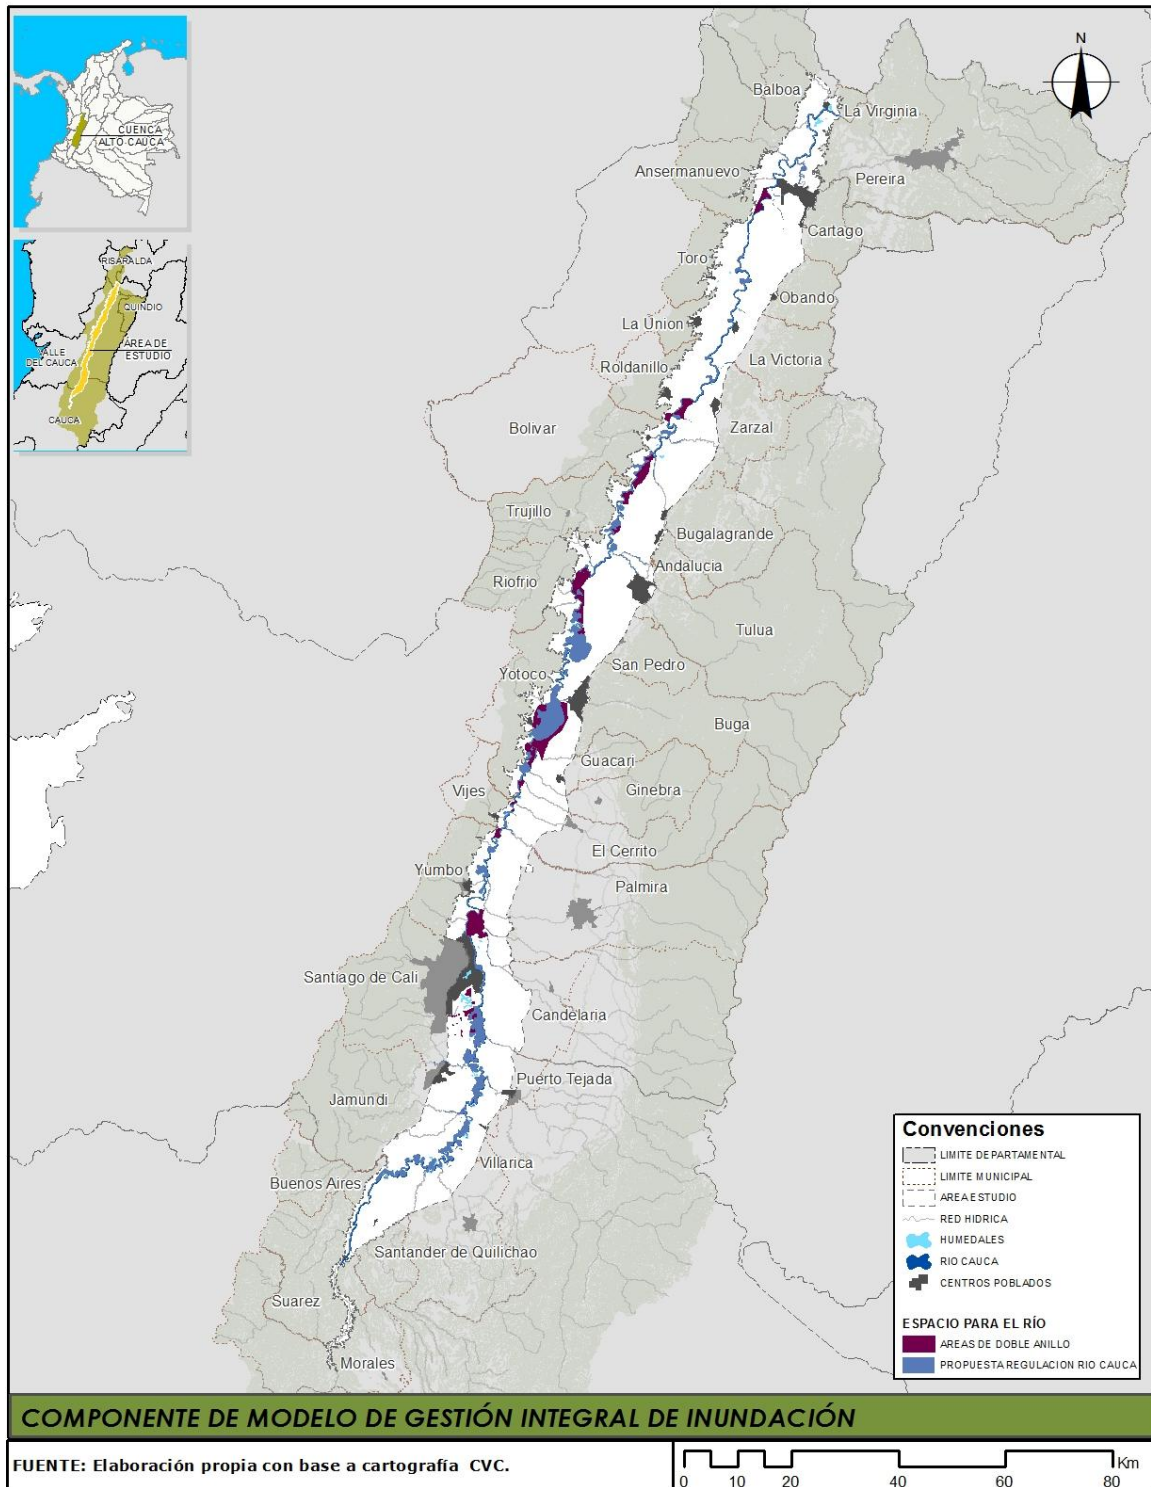 CUENCA
ALTO CAUCA
RISARALDA
QUINDIO
AREA DE
ESTUDIO
VALLE
DEL CAUCA
CAUCA
N
Balboa
La Virginia
Ansermanuevo
Pereira
Cartago
Toro
Obando
La Union
La Victoria
Roldanillo
Bolivar
Zarzal
Trujillo
Bugalagrande
Andalucia
Riofrio
Tulua
San Pedro
Yotoco
Buga
Guacari
Ginebra
Vijes
El Cerrito
Yumbo
Palmira
Santiago de Cali
Candelaria
Puerto Tejada
Jamundi
Villarica
Buenos Aires
Santander de Quilichao
Suarez
Morales
Convenciones
LIMITE DEPARTAMENTAL
LIMITE MUNICIPAL
AREA ESTUDIO
RED HIDRICA
HUMEDALES
RIO CAUCA
CENTROS POBLADOS
ESPACIO PARA EL RÍO
AREAS DE DOBLE ANILLO
PROPUESTA REGULACION RIO CAUCA
COMPONENTE DE MODELO DE GESTIÓN INTEGRAL DE INUNDACIÓN
FUENTE: Elaboración propia con base a cartografía CVC.
0 10 20 40 60 80 Km